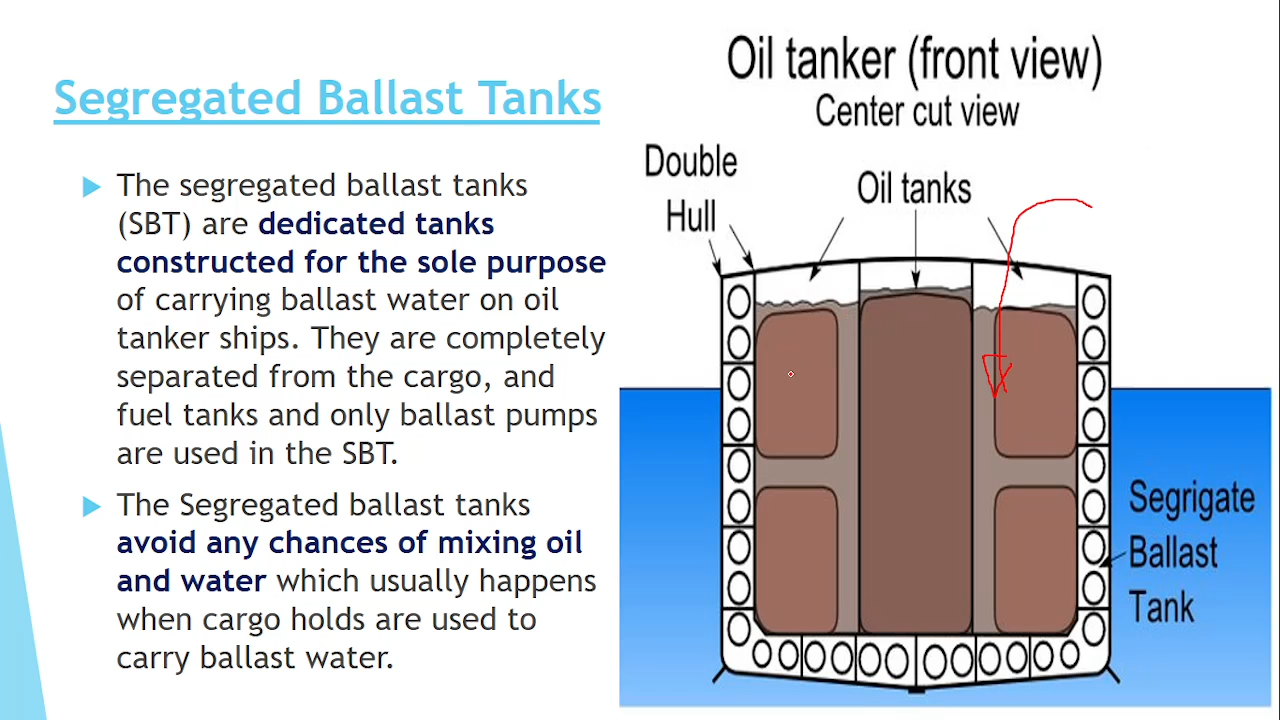 Segregated Ballast Tanks
The segregated ballast tanks
(SBT) are dedicated tanks
constructed for the sole purpose
of carrying ballast water on oil
tanker ships. They are completely
separated from the cargo, and
fuel tanks and only ballast pumps
are used in the SBT.
The Segregated ballast tanks
avoid any chances of mixing oil
and water which usually happens
when cargo holds are used to
carry ballast water.
Oil tanker (front view)
Center cut view
Double
Hull
Oil tanks
Segrigate
Ballast
Tank